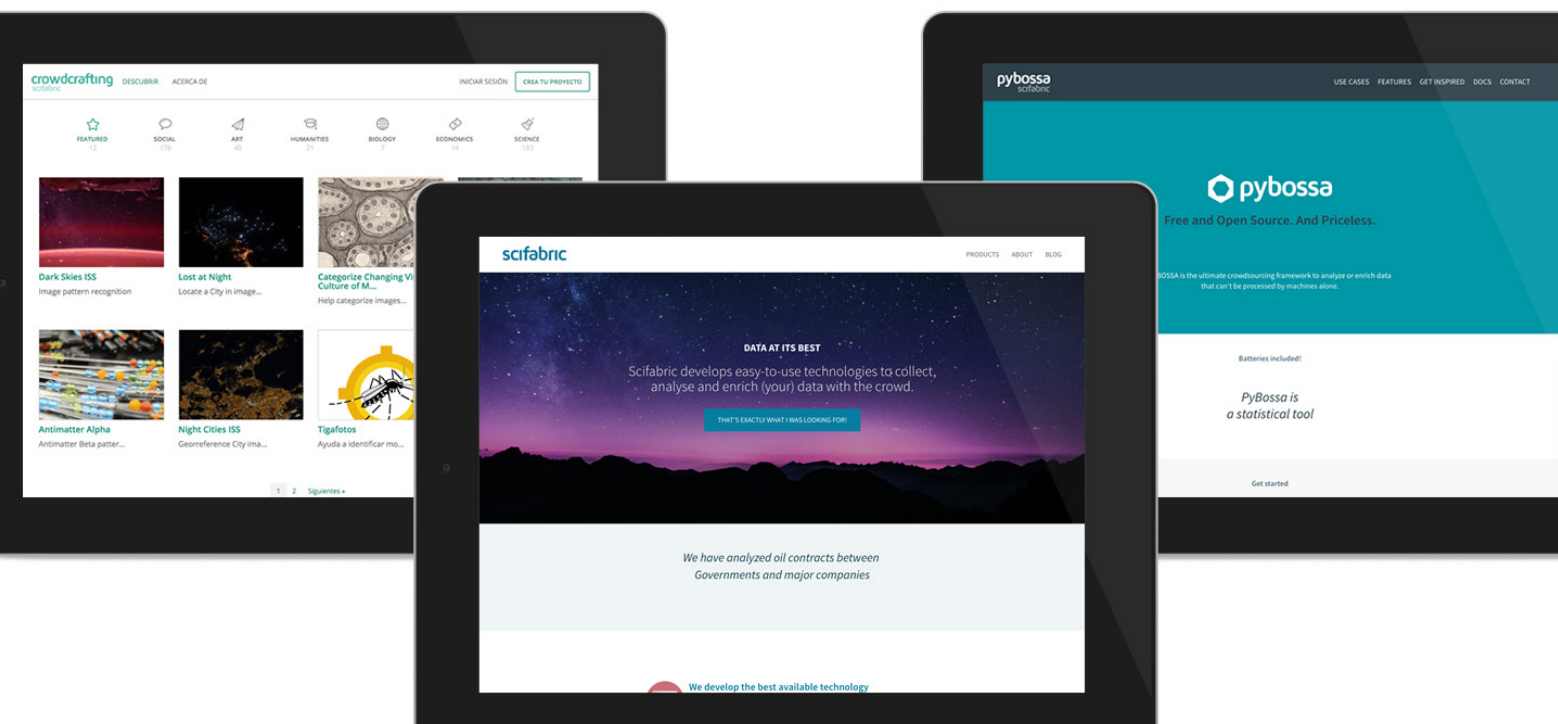 crowdcrafting
scifabric
DESCUBRIR ACERCA DE
INICIAR SESIÓN CREA TU PROYECTO
FEATURED SOCIAL ART HUMANITIES BIOLOGY ECONOMICS SCIENCE
12 176 40 21 7 14 183
Dark Skies ISS
Image pattern recognition
Lost at Night
Locate a City in image...
Categorize Changing
Culture of M...
Help categorize images...
Antimatter Alpha
Antimatter Beta patter...
Night Cities ISS
Georreference City ima...
Tigafotos
Ayuda a identificar mo...
1 2 Siguientes »
scifabric
PRODUCTS ABOUT BLOG
DATA AT ITS BEST
Scifabric develops easy-to-use technologies to collect,
analyse and enrich (your) data with the crowd.
THAT'S EXACTLY WHAT I WAS LOOKING FOR!
We have analyzed oil contracts between
Governments and major companies
We develop the best available technology
pybossa
scifabric
USE CASES FEATURES GET INSPIRED DOCS CONTACT
pybossa
Free and Open Source. And Priceless.
is the ultimate crowdsourcing framework to analyze or enrich data
that can't be processed by machines alone.
Batteries included!
PyBossa is
a statistical tool
Get started